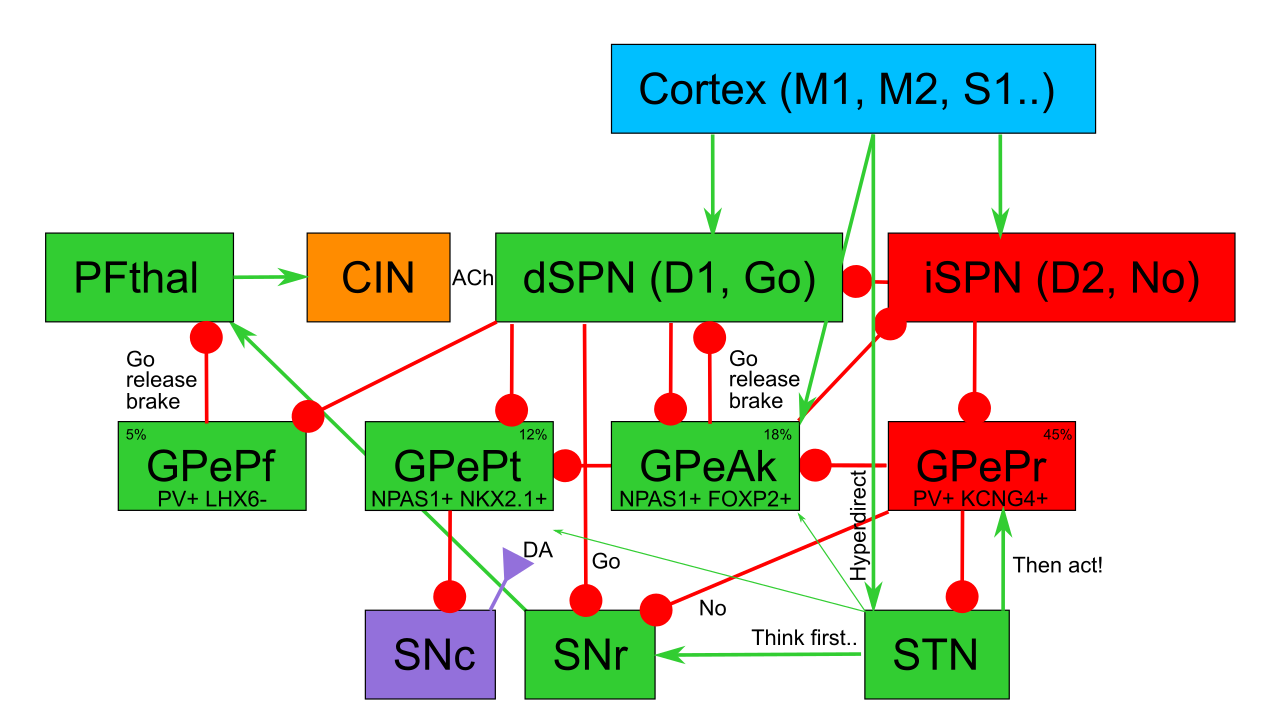 Cortex (M1, M2, S1..)
PFthal
CIN
ACh
dSPN (D1, Go)
iSPN (D2, No)
Go
release
brake
Go
release
brake
5%
GPePf
PV+ LHX6-
12%
GPePt
NPAS1+ NKX2.1+
18%
GPeAk
NPAS1+ FOXP2+
45%
GPePr
PV+ KCNG4+
Hyperdirect
DA
Go
Then act!
No
Think first..
SNc
SNr
STN